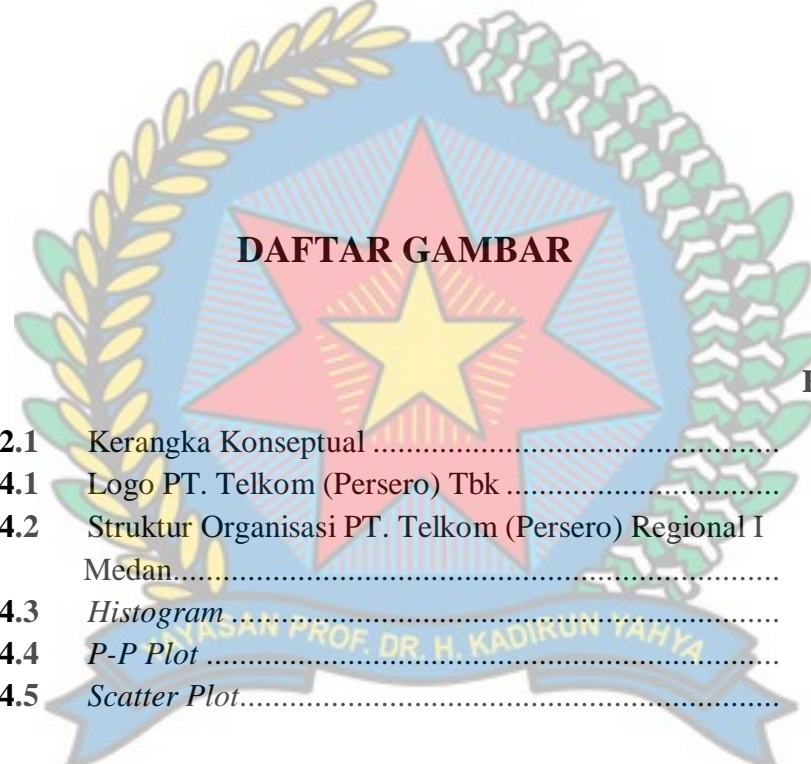 DAFTAR GAMBAR
2.1 Kerangka Konseptual ..................................................
4.1 Logo PT. Telkom (Persero) Tbk .................................
4.2 Struktur Organisasi PT. Telkom (Persero) Regional I
Medan..........................................................................
4.3 Histogram ...................................................................
4.4 P-P Plot ......................................................................
4.5 Scatter Plot..................................................................
YAYASAN PROF. DR. H. KADIRUN YAHYA